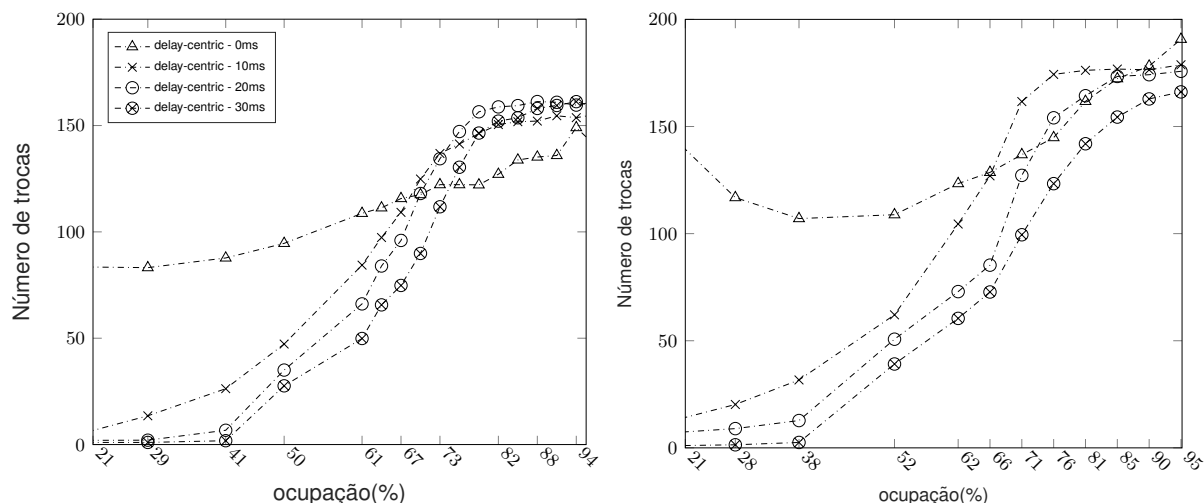 200
150
100
50
0
Número de trocas
delay-centric - 0ms
delay-centric - 10ms
delay-centric - 20ms
delay-centric - 30ms
21 29 41 50 61 67 73 82 88 94
ocupação(%)
200
150
100
50
0
Número de trocas
21 28 38 52 62 66 71 76 81 85 90 95
ocupação(%)